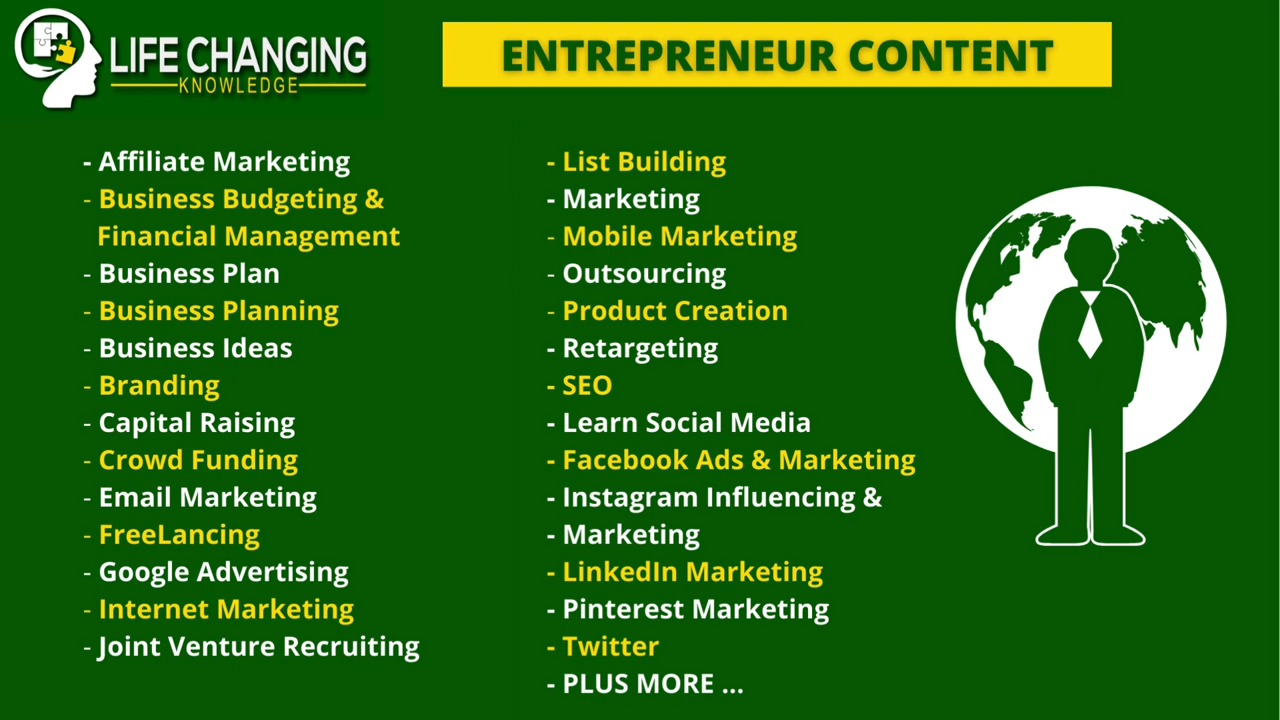 LIFE CHANGING
KNOWLEDGE
ENTREPRENEUR CONTENT
- Affiliate Marketing
- Business Budgeting &
Financial Management
- Business Plan
- Business Planning
- Business Ideas
- Branding
- Capital Raising
- Crowd Funding
- Email Marketing
- FreeLancing
- Google Advertising
- Internet Marketing
- Joint Venture Recruiting
- List Building
- Marketing
- Mobile Marketing
- Outsourcing
- Product Creation
- Retargeting
- SEO
- Learn Social Media
- Facebook Ads & Marketing
- Instagram Influencing &
- Marketing
- LinkedIn Marketing
- Pinterest Marketing
- Twitter
- PLUS MORE ...